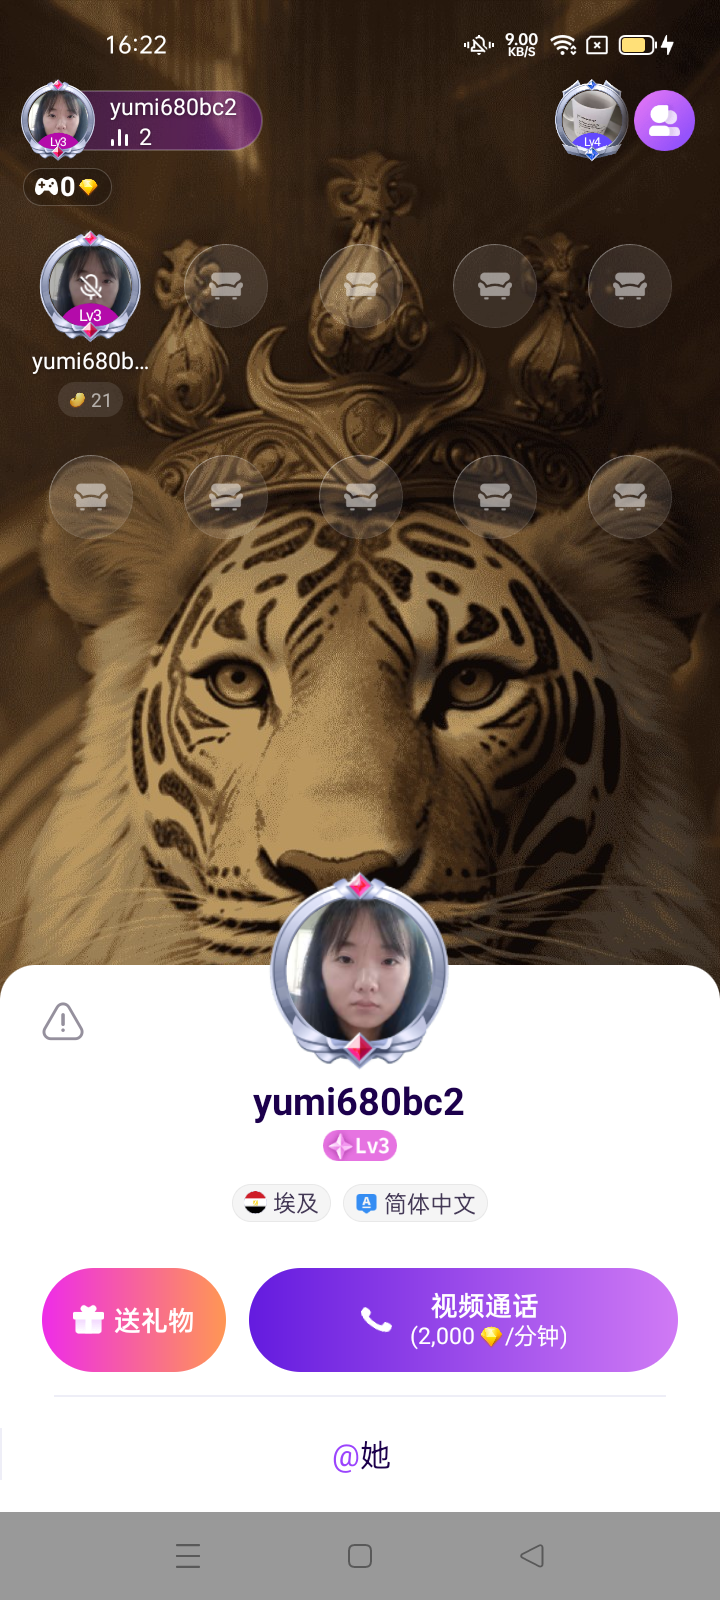 16:22
9.00
KB/S
yumi680bc2
2
Lv3
Lv4
0
Lv3
yumi680b...
21
yumi680bc2
Lv3
埃及
A 简体中文
送礼物
视频通话
(2,000 /分钟)
@她